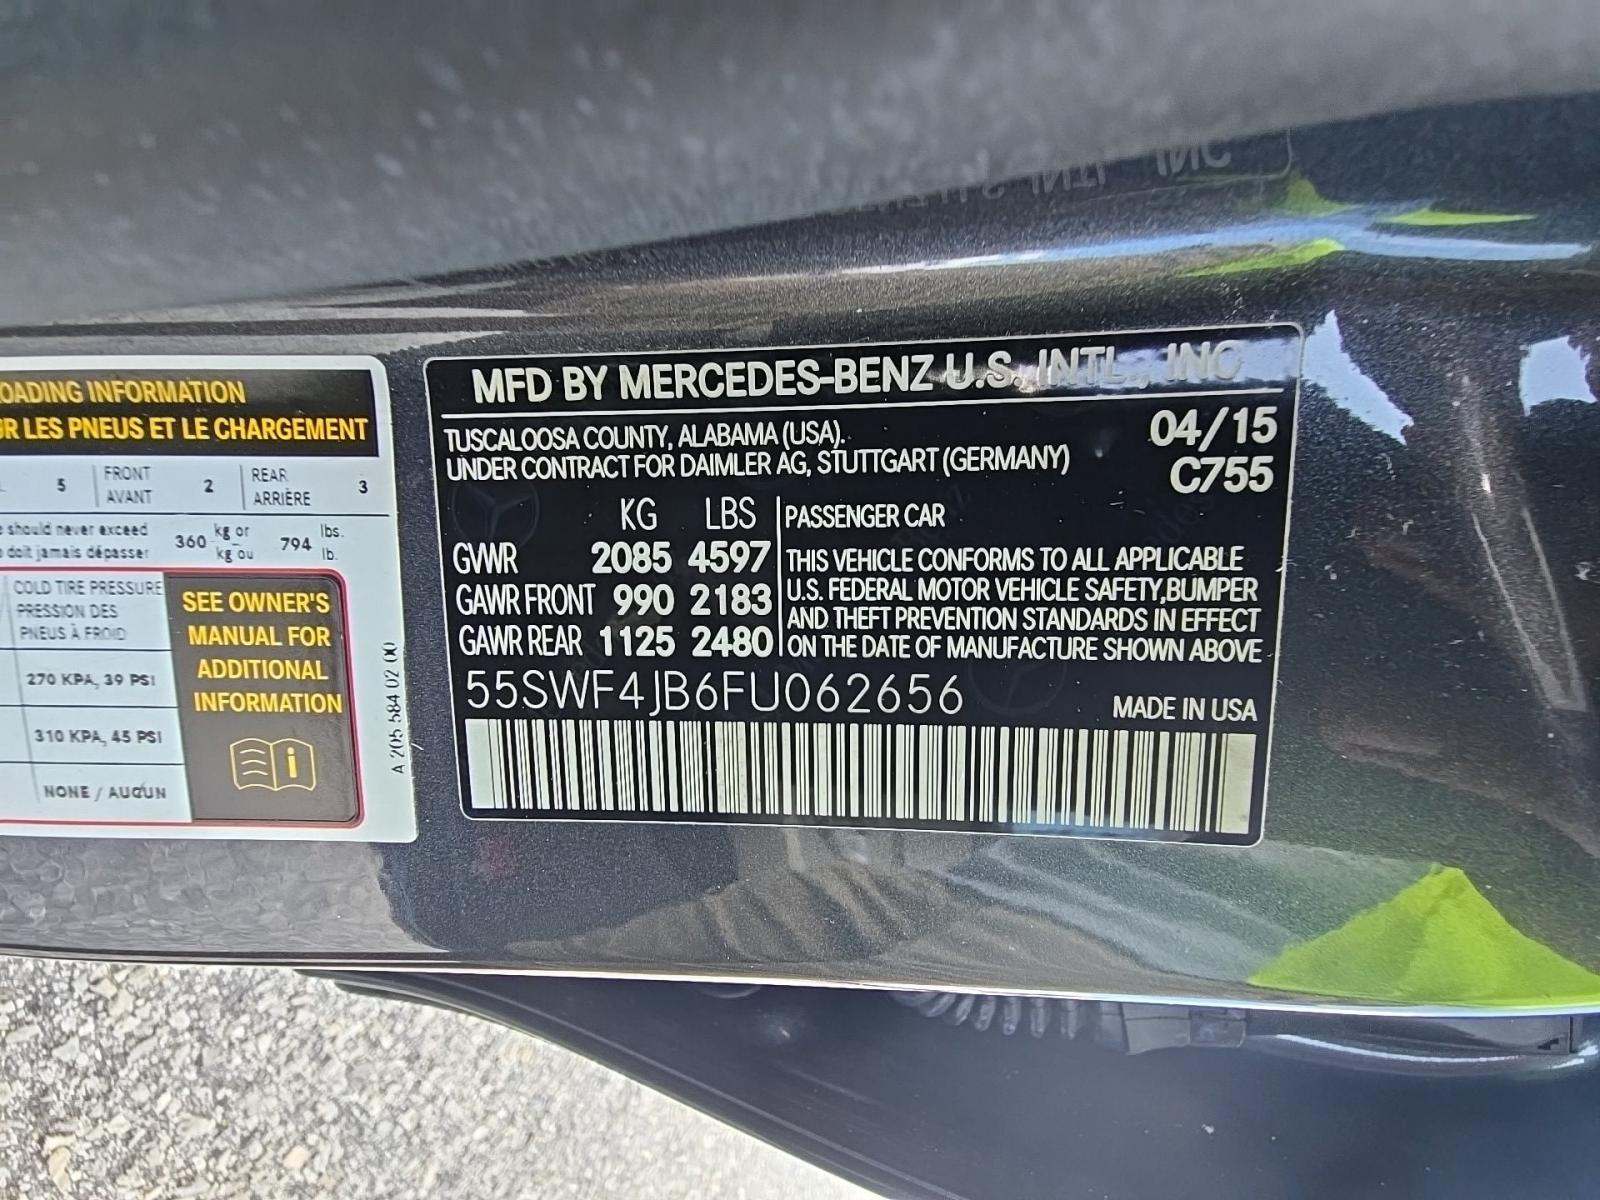 OADING INFORMATION
R LES PNEUS ET LE CHARGEMENT
5 FRONT AVANT 2 REAR ARRIÈRE 3
should never exceed 360 kg or 794 lbs.
doit jamais dépasser kg ou lb.
COLD TIRE PRESSURE
PRESSION DES
PNEUS À FROID
270 KPA, 39 PSI
310 KPA, 45 PSI
NONE / AUCUN
SEE OWNER'S
MANUAL FOR
ADDITIONAL
INFORMATION
A 205 584 02 00
MFD BY MERCEDES-BENZ U.S. INTL., INC
TUSCALOOSA COUNTY, ALABAMA (USA). 04/15
UNDER CONTRACT FOR DAIMLER AG, STUTTGART (GERMANY) C755
KG LBS
GVWR 2085 4597
GAWR FRONT 990 2183
GAWR REAR 1125 2480
PASSENGER CAR
THIS VEHICLE CONFORMS TO ALL APPLICABLE
U.S. FEDERAL MOTOR VEHICLE SAFETY,BUMPER
AND THEFT PREVENTION STANDARDS IN EFFECT
ON THE DATE OF MANUFACTURE SHOWN ABOVE
55SWF4JB6FU062656
MADE IN USA